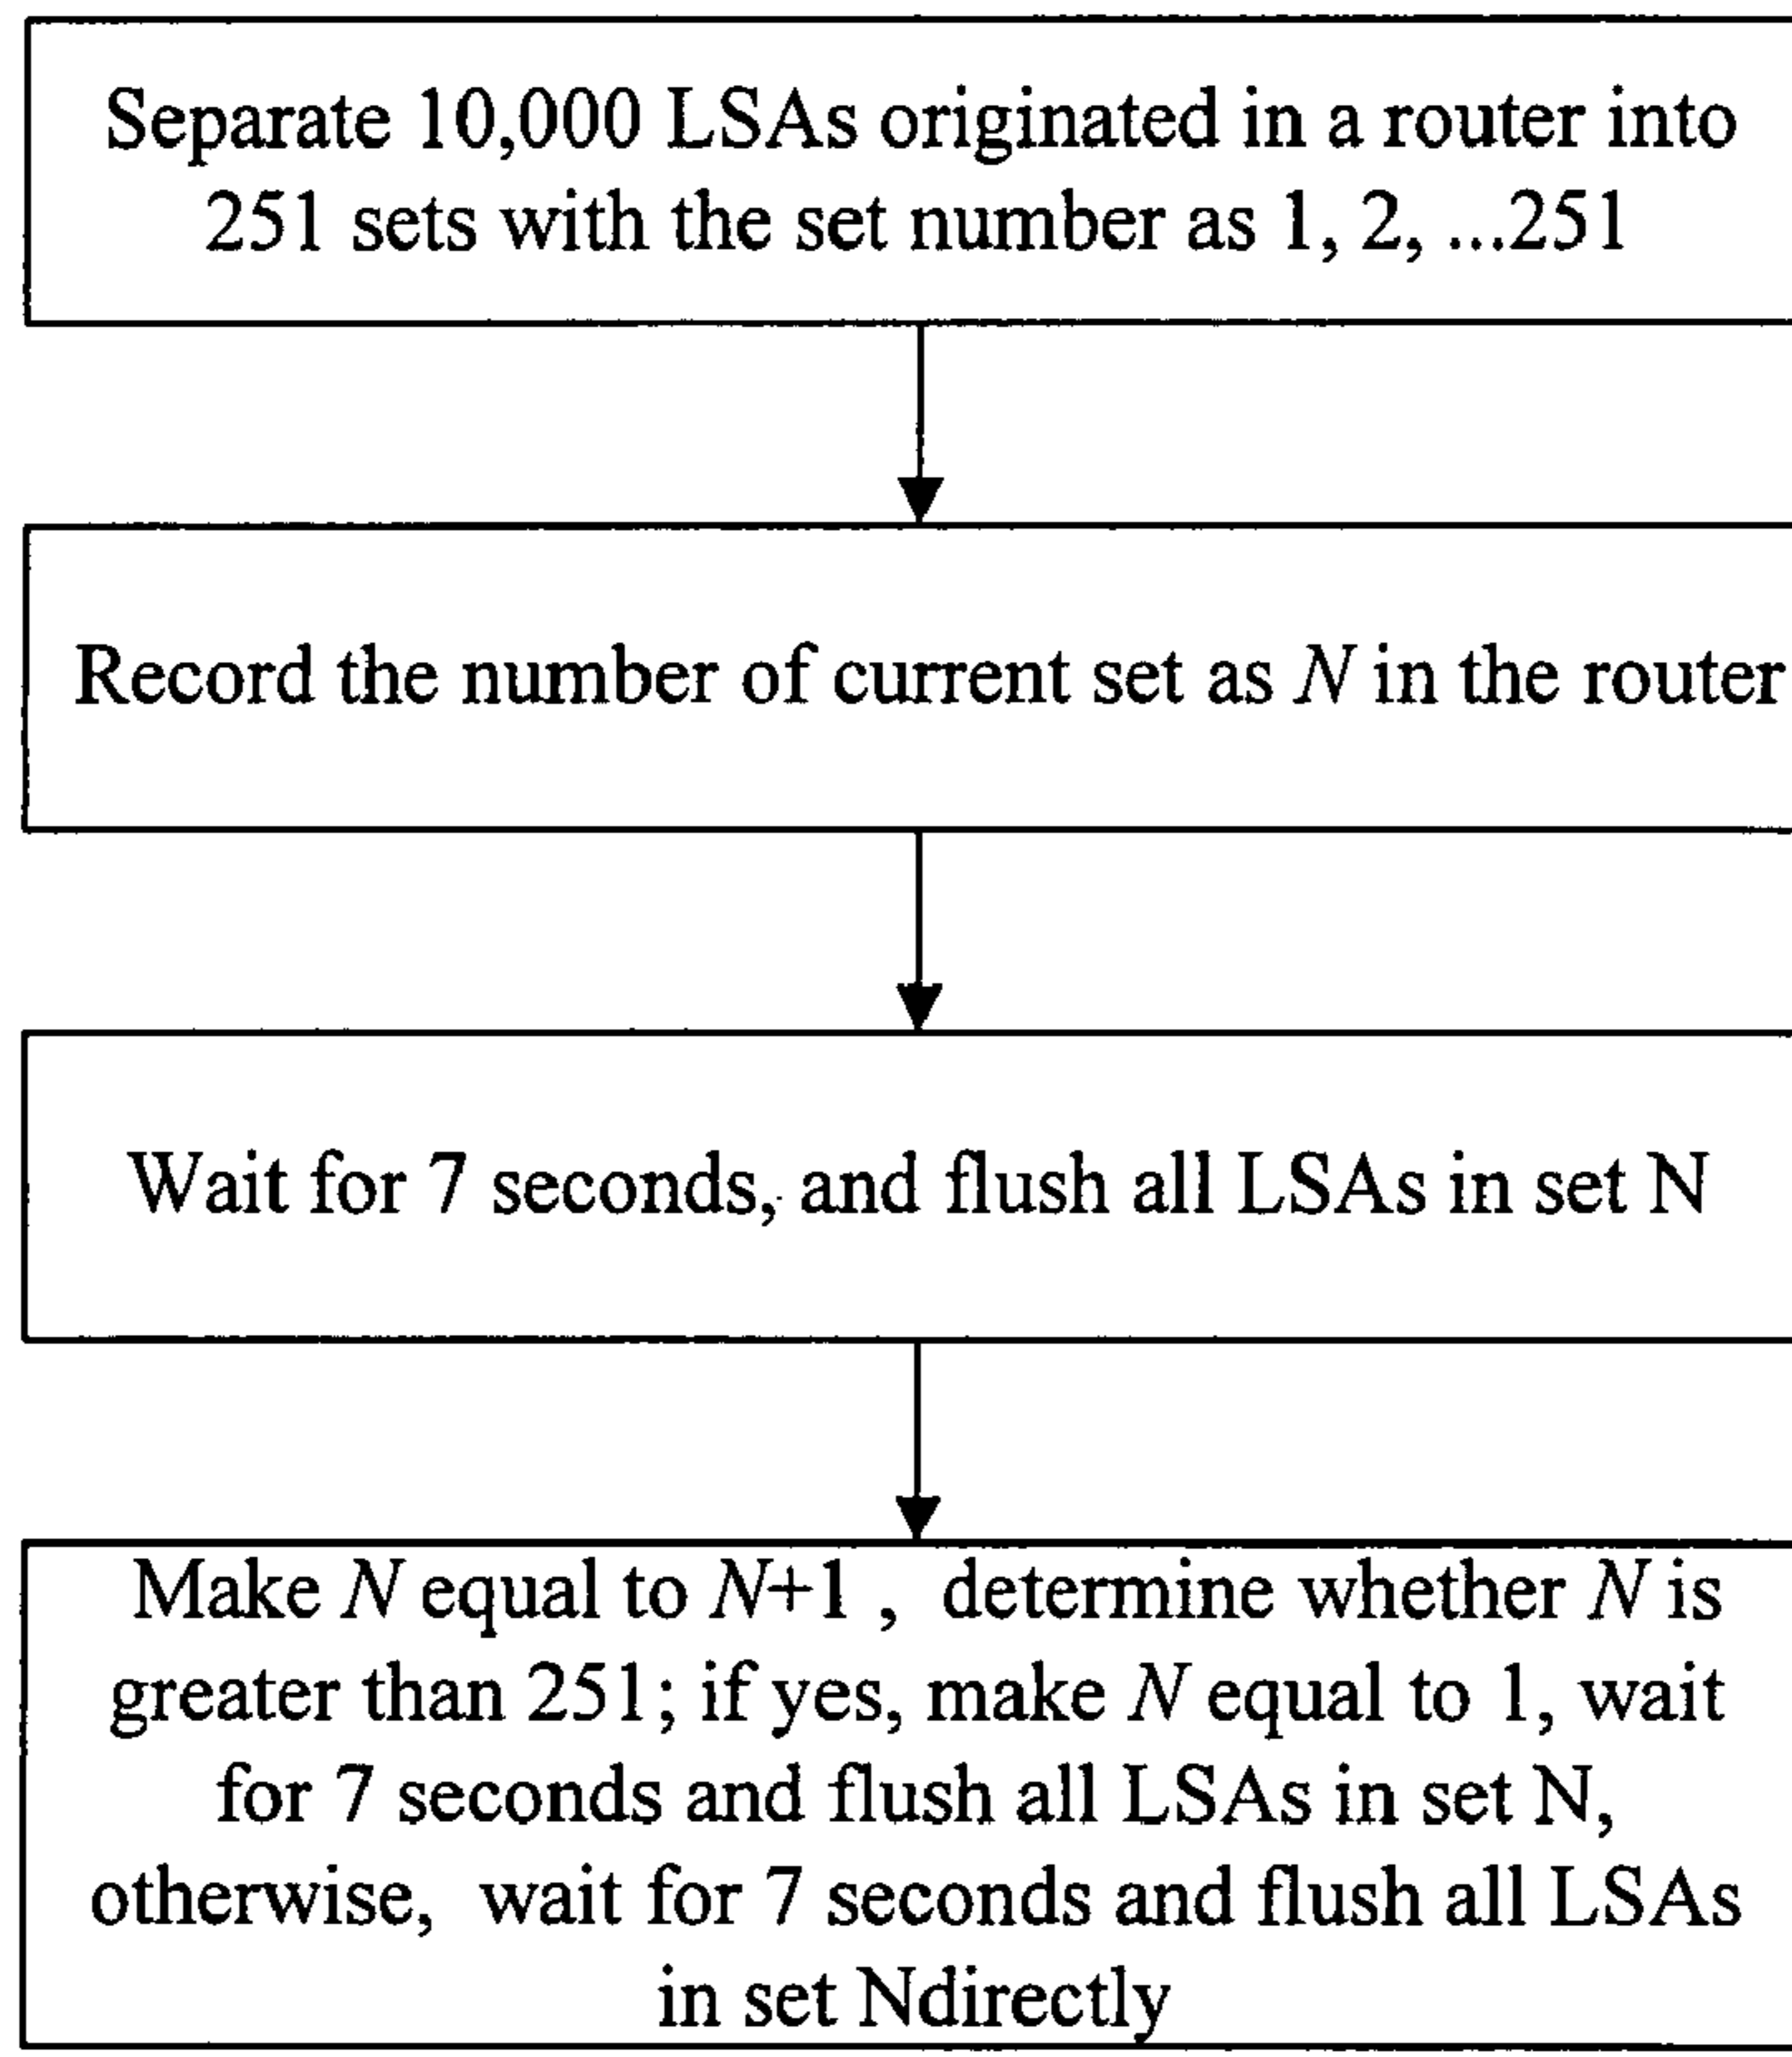 Separate 10,000 LSAs originated in a router into
251 sets with the set number as 1, 2, ...251
Record the number of current set as N in the router
Wait for 7 seconds, and flush all LSAs in set N
Make N equal to N+1 , determine whether N is
greater than 251; if yes, make N equal to 1, wait
for 7 seconds and flush all LSAs in set N,
otherwise, wait for 7 seconds and flush all LSAs
in set Ndirectly